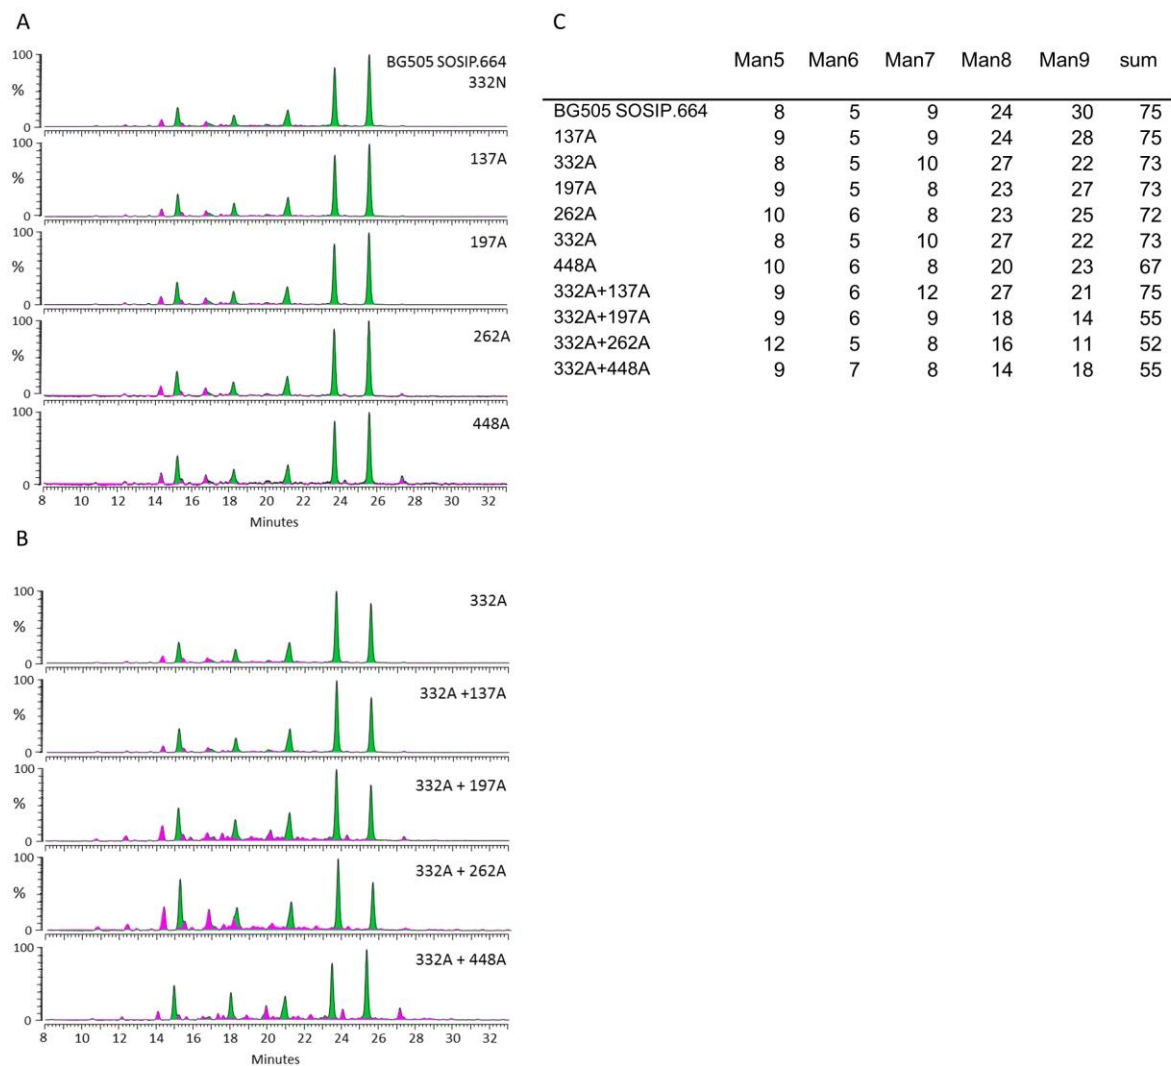 A
BG505 SOSIP.664
332N
100
%
0
137A
100
%
0
197A
100
%
0
262A
100
%
0
448A
100
%
0
8 10 12 14 16 18 20 22 24 26 28 30 32
Minutes
B
332A
100
%
0
332A +137A
100
%
0
332A + 197A
100
%
0
332A + 262A
100
%
0
332A + 448A
100
%
0
8 10 12 14 16 18 20 22 24 26 28 30 32
Minutes
C
Man5 Man6 Man7 Man8 Man9 sum
BG505 SOSIP.664 8 5 9 24 30 75
137A 9 5 9 24 28 75
332A 8 5 10 27 22 73
197A 9 5 8 23 27 73
262A 10 6 8 23 25 72
332A 8 5 10 27 22 73
448A 10 6 8 20 23 67
332A+137A 9 6 12 27 21 75
332A+197A 9 6 9 18 14 55
332A+262A 12 5 8 16 11 52
332A+448A 9 7 8 14 18 55